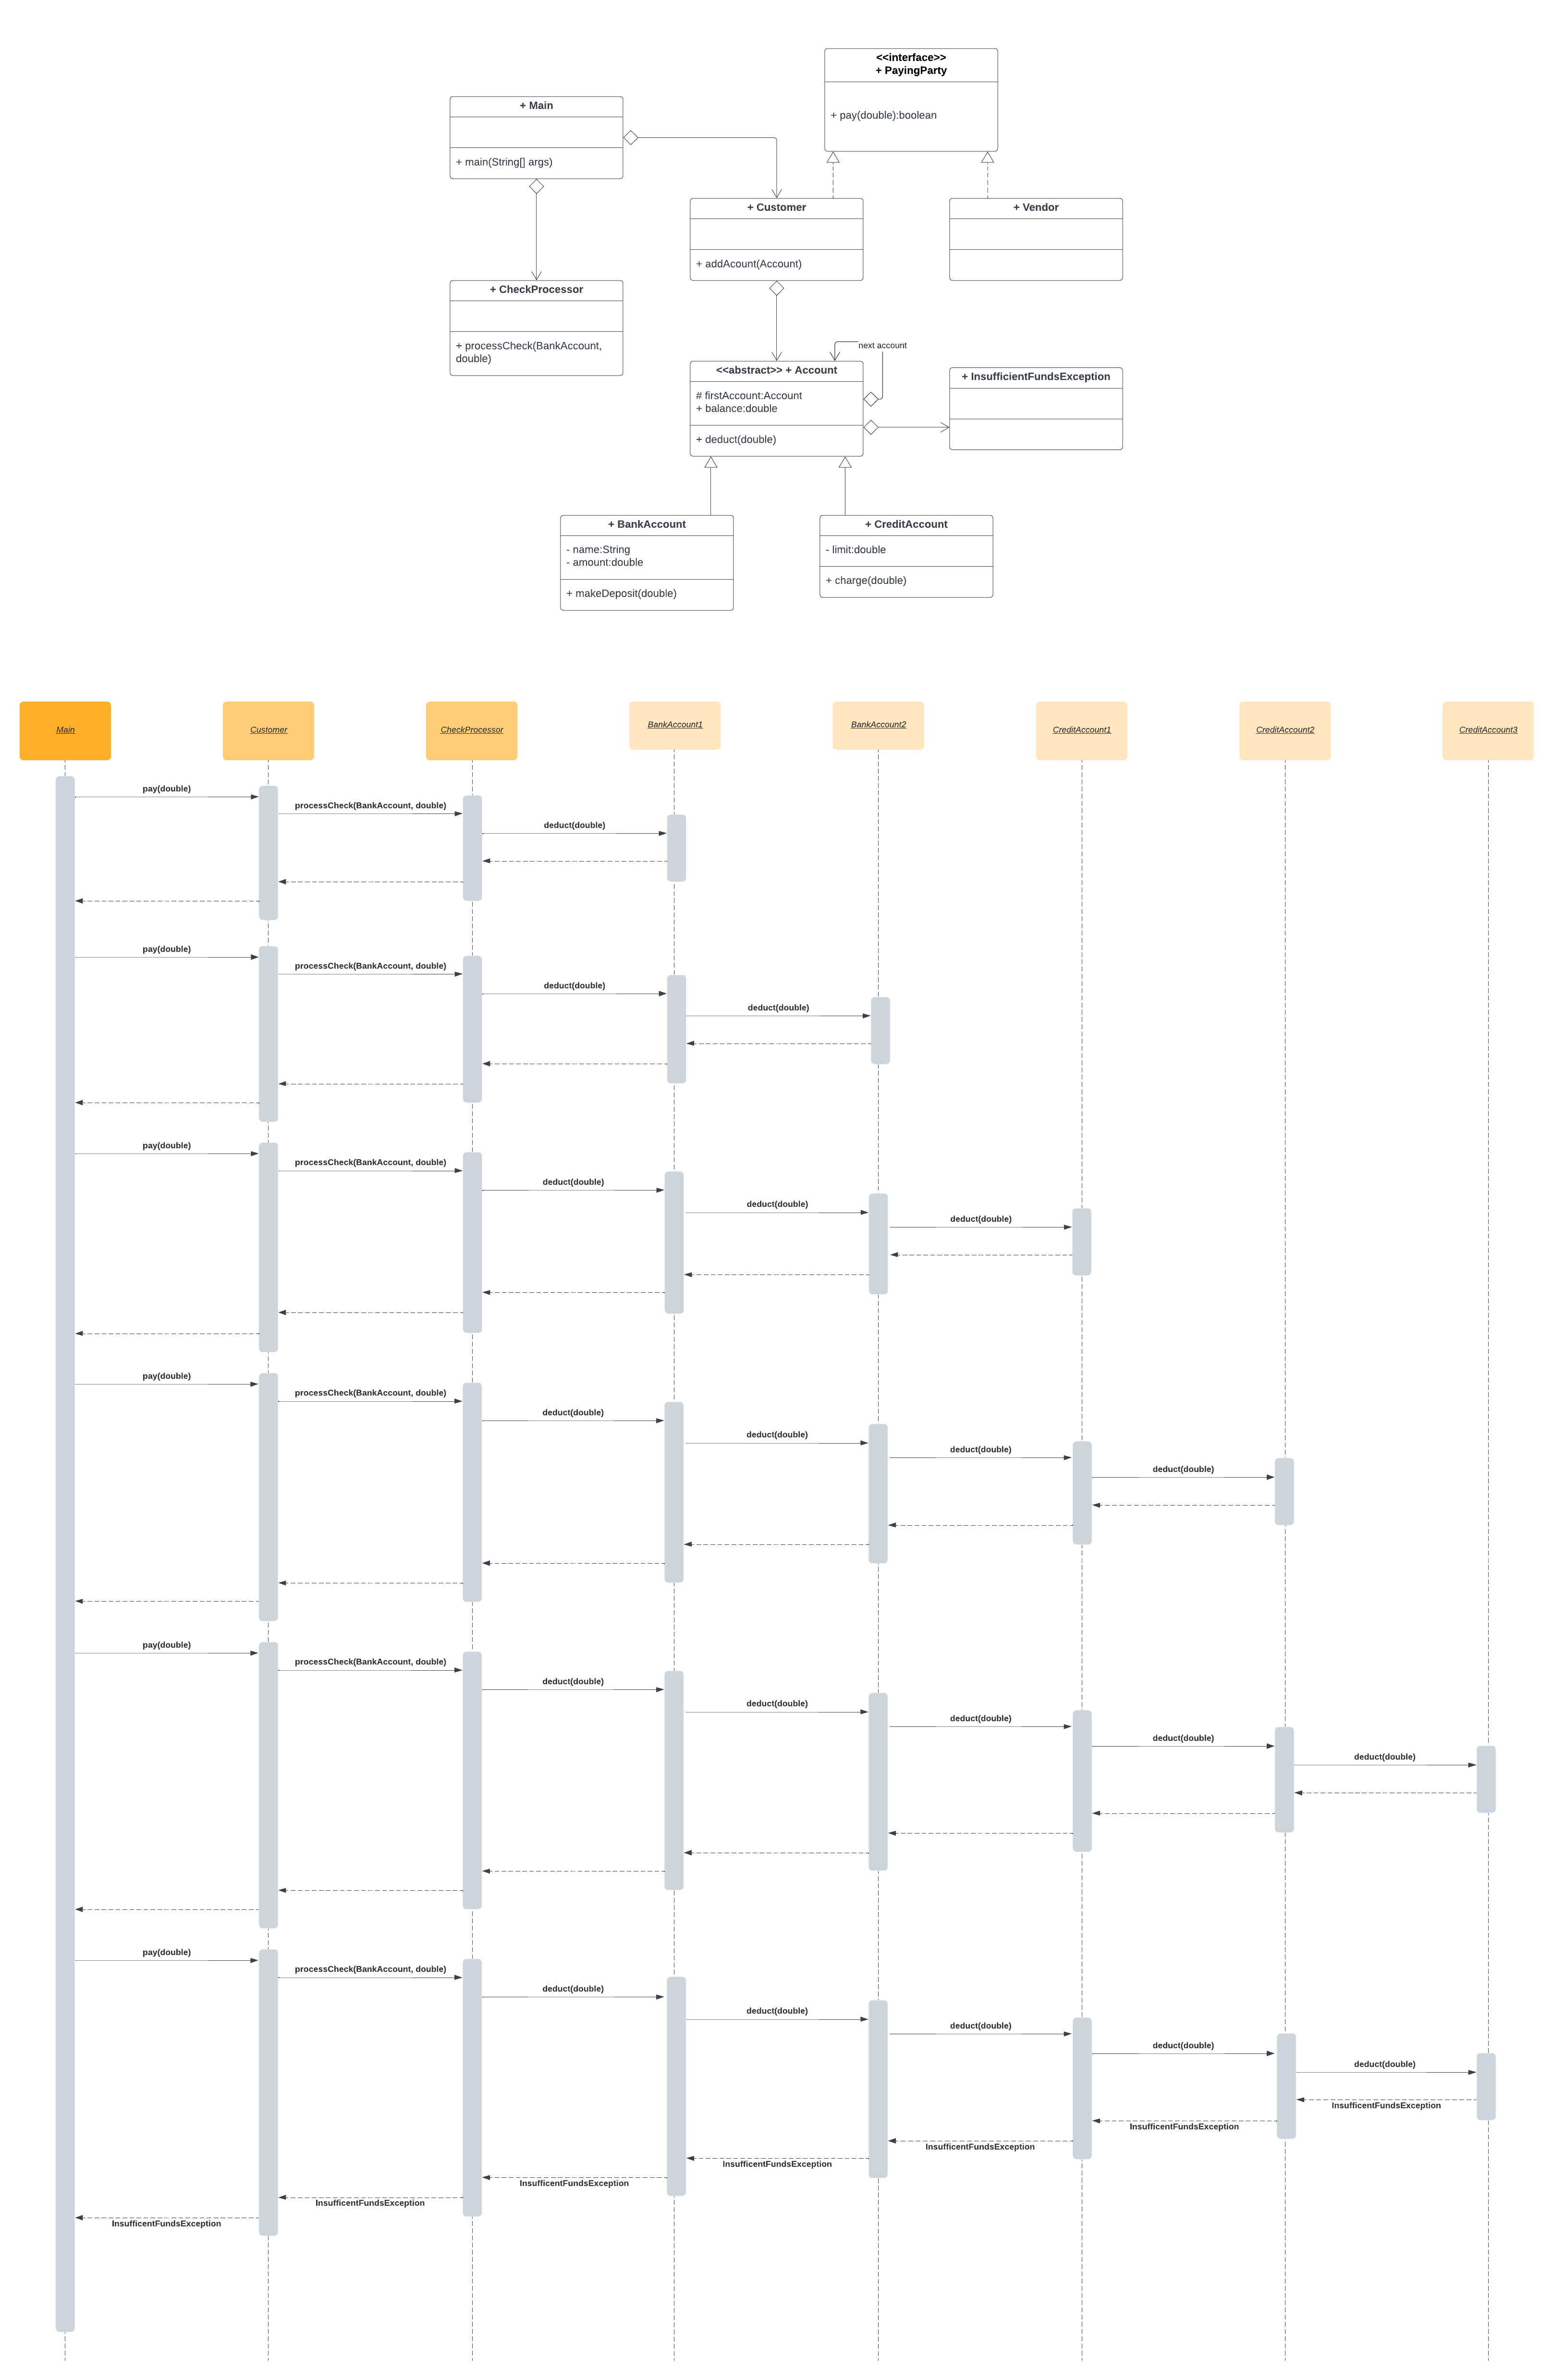 <<interface>>
+ PayingParty
+ pay(double):boolean
+ Main
+ main(String[] args)
+ Customer
+ addAcount(Account)
+ Vendor
+ CheckProcessor
+ processCheck(BankAccount,
double)
next account
<<abstract>> + Account
# firstAccount:Account
+ balance:double
+ deduct(double)
+ InsufficientFundsException
+ BankAccount
- name:String
- amount:double
+ makeDeposit(double)
+ CreditAccount
- limit:double
+ charge(double)
Main
Customer
CheckProcessor
BankAccount1
BankAccount2
CreditAccount1
CreditAccount2
CreditAccount3
pay(double)
processCheck(BankAccount, double)
deduct(double)
pay(double)
processCheck(BankAccount, double)
deduct(double)
deduct(double)
pay(double)
processCheck(BankAccount, double)
deduct(double)
deduct(double)
deduct(double)
pay(double)
processCheck(BankAccount, double)
deduct(double)
deduct(double)
deduct(double)
deduct(double)
pay(double)
processCheck(BankAccount, double)
deduct(double)
deduct(double)
deduct(double)
deduct(double)
deduct(double)
pay(double)
processCheck(BankAccount, double)
deduct(double)
deduct(double)
deduct(double)
deduct(double)
deduct(double)
InsufficentFundsException
InsufficentFundsException
InsufficentFundsException
InsufficentFundsException
InsufficentFundsException
InsufficentFundsException
InsufficentFundsException